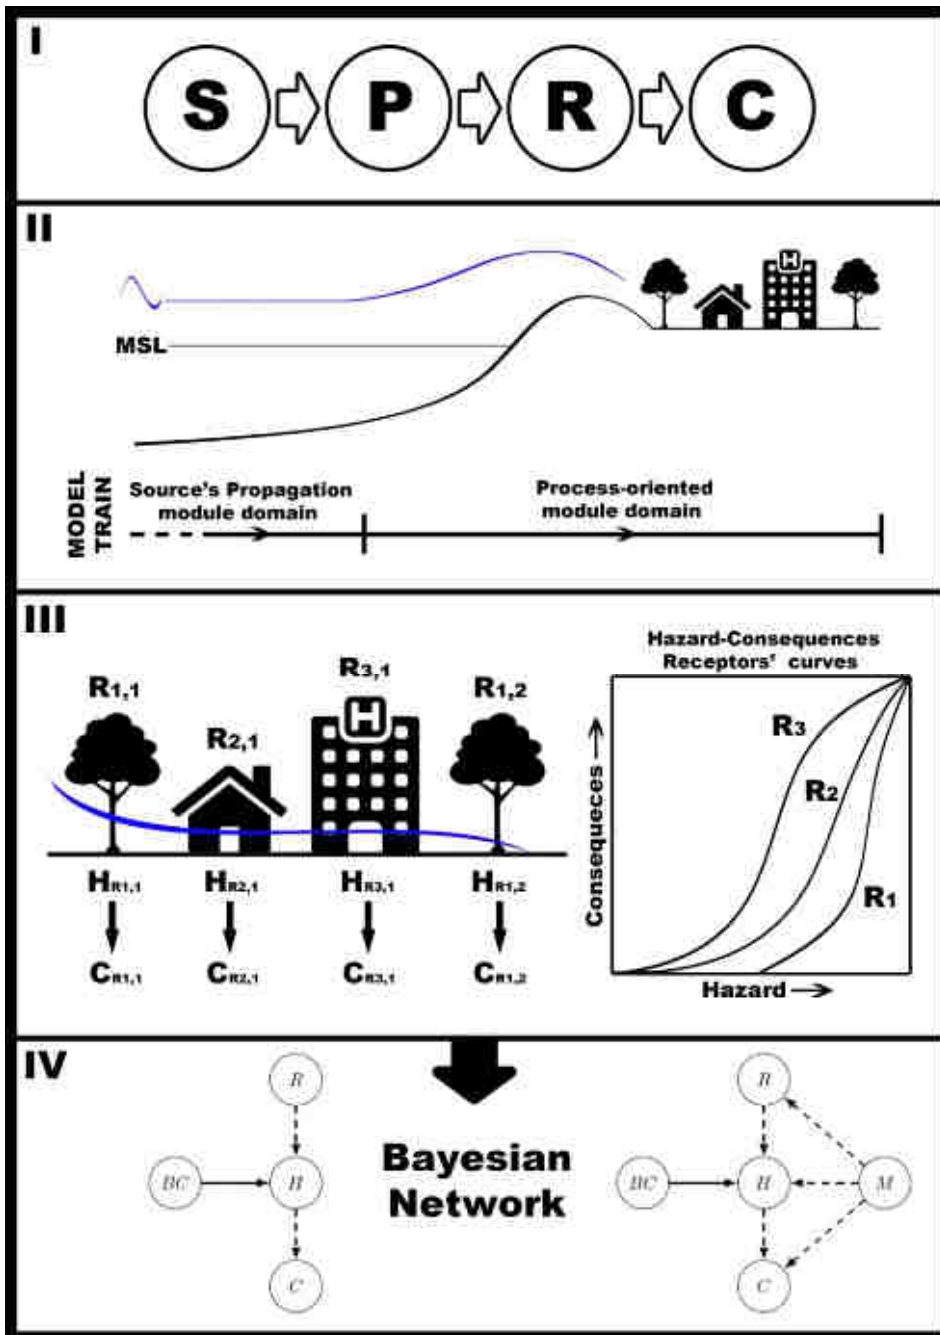 I
S P R C
II
H
MSL
MODEL
TRAIN
Source's Propagation
module domain
Process-oriented
module domain
III
R1,1
R2,1
R3,1
R1,2
H
HR1,1
HR2,1
HR3,1
HR1,2
CR1,1
CR2,1
CR3,1
CR1,2
Hazard-Consequences
Receptors' curves
Consequeces
R3
R2
R1
Hazard
IV
R
BC
H
C
Bayesian
Network
R
BC
H
M
C